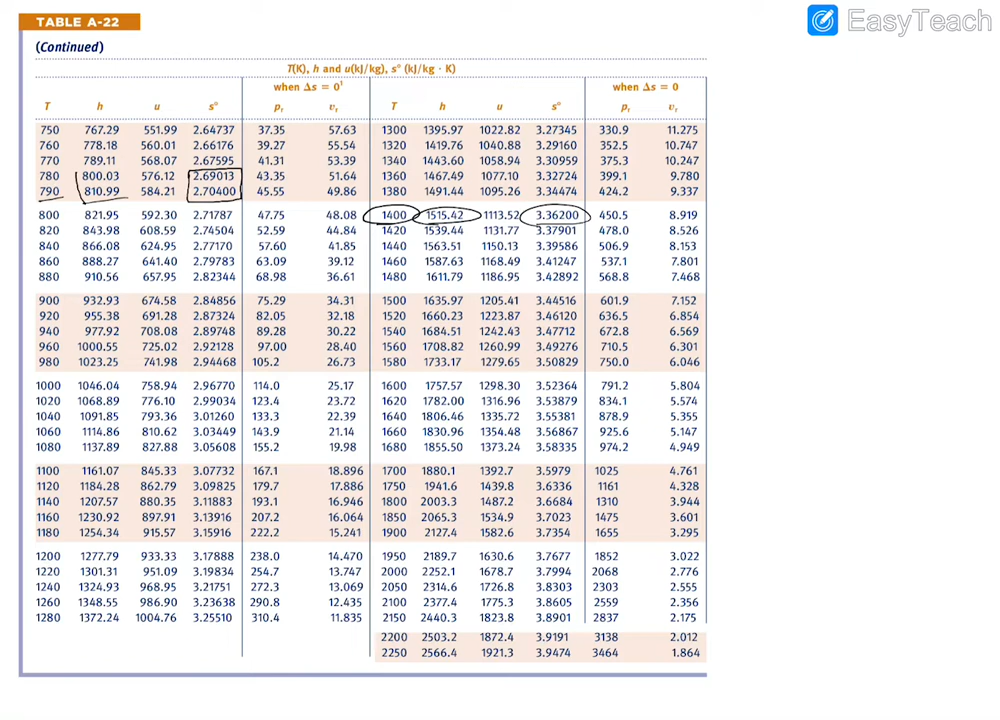 TABLE A-22
EasyTeach
(Continued)
T(K), h and u(kJ/kg), s° (kJ/kg · K)
when Δs = 0¹ when Δs = 0
T h u s° pᵣ vᵣ T h u s° pᵣ vᵣ
750 767.29 551.99 2.64737 37.35 57.63 1300 1395.97 1022.82 3.27345 330.9 11.275
760 778.18 560.01 2.66176 39.27 55.54 1320 1419.76 1040.88 3.29160 352.5 10.747
770 789.11 568.07 2.67595 41.31 53.39 1340 1443.60 1058.94 3.30959 375.3 10.247
780 800.03 576.12 2.69013 43.35 51.64 1360 1467.49 1077.10 3.32724 399.1 9.780
790 810.99 584.21 2.70400 45.55 49.86 1380 1491.44 1095.26 3.34474 424.2 9.337
800 821.95 592.30 2.71787 47.75 48.08 1400 1515.42 1113.52 3.36200 450.5 8.919
820 843.98 608.59 2.74504 52.59 44.84 1420 1539.44 1131.77 3.37901 478.0 8.526
840 866.08 624.95 2.77170 57.60 41.85 1440 1563.51 1150.13 3.39586 506.9 8.153
860 888.27 641.40 2.79783 63.09 39.12 1460 1587.63 1168.49 3.41247 537.1 7.801
880 910.56 657.95 2.82344 68.98 36.61 1480 1611.79 1186.95 3.42892 568.8 7.468
900 932.93 674.58 2.84856 75.29 34.31 1500 1635.97 1205.41 3.44516 601.9 7.152
920 955.38 691.28 2.87324 82.05 32.18 1520 1660.23 1223.87 3.46120 636.5 6.854
940 977.92 708.08 2.89748 89.28 30.22 1540 1684.51 1242.43 3.47712 672.8 6.569
960 1000.55 725.02 2.92128 97.00 28.40 1560 1708.82 1260.99 3.49276 710.5 6.301
980 1023.25 741.98 2.94468 105.2 26.73 1580 1733.17 1279.65 3.50829 750.0 6.046
1000 1046.04 758.94 2.96770 114.0 25.17 1600 1757.57 1298.30 3.52364 791.2 5.804
1020 1068.89 776.10 2.99034 123.4 23.72 1620 1782.00 1316.96 3.53879 834.1 5.574
1040 1091.85 793.36 3.01260 133.3 22.39 1640 1806.46 1335.72 3.55381 878.9 5.355
1060 1114.86 810.62 3.03449 143.9 21.14 1660 1830.96 1354.48 3.56867 925.6 5.147
1080 1137.89 827.88 3.05608 155.2 19.98 1680 1855.50 1373.24 3.58335 974.2 4.949
1100 1161.07 845.33 3.07732 167.1 18.896 1700 1880.1 1392.7 3.5979 1025 4.761
1120 1184.28 862.79 3.09825 179.7 17.886 1750 1941.6 1439.8 3.6336 1161 4.328
1140 1207.57 880.35 3.11883 193.1 16.946 1800 2003.3 1487.2 3.6684 1310 3.944
1160 1230.92 897.91 3.13916 207.2 16.064 1850 2065.3 1534.9 3.7023 1475 3.601
1180 1254.34 915.57 3.15916 222.2 15.241 1900 2127.4 1582.6 3.7354 1655 3.295
1200 1277.79 933.33 3.17888 238.0 14.470 1950 2189.7 1630.6 3.7677 1852 3.022
1220 1301.31 951.09 3.19834 254.7 13.747 2000 2252.1 1678.7 3.7994 2068 2.776
1240 1324.93 968.95 3.21751 272.3 13.069 2050 2314.6 1726.8 3.8303 2303 2.555
1260 1348.55 986.90 3.23638 290.8 12.435 2100 2377.4 1775.3 3.8605 2559 2.356
1280 1372.24 1004.76 3.25510 310.4 11.835 2150 2440.3 1823.8 3.8901 2837 2.175
2200 2503.2 1872.4 3.9191 3138 2.012
2250 2566.4 1921.3 3.9474 3464 1.864